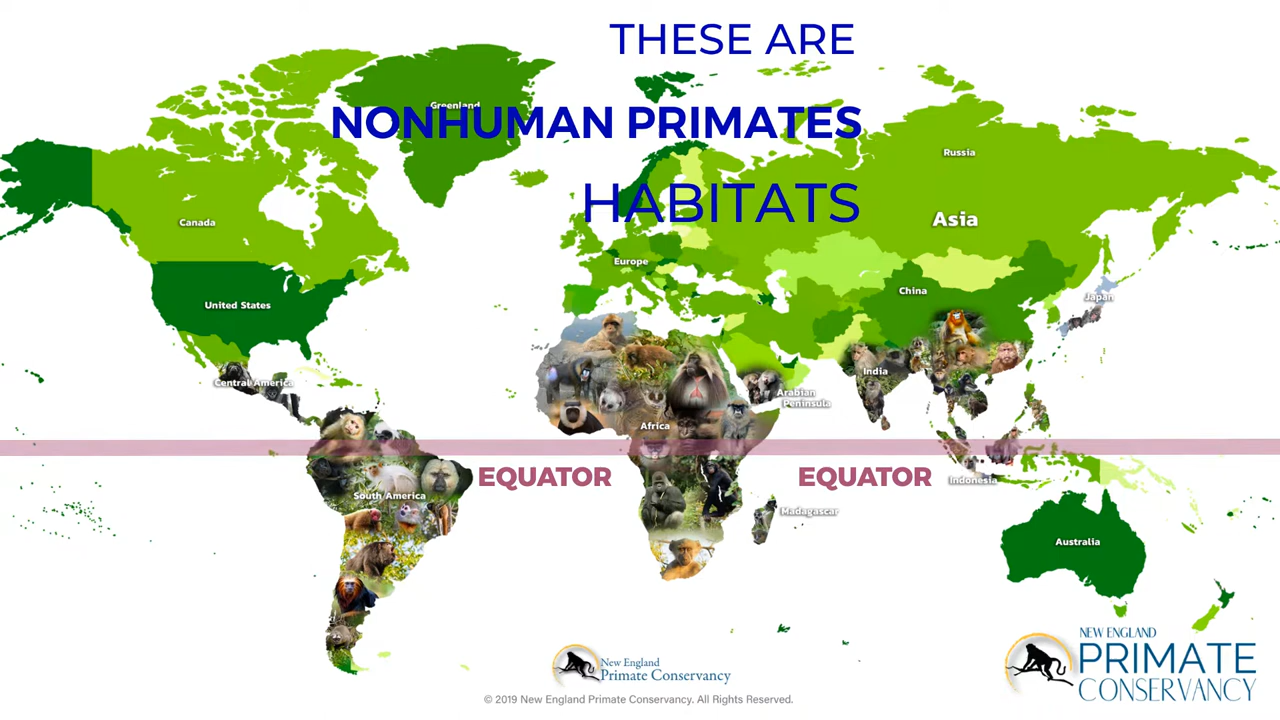 THESE ARE
NONHUMAN PRIMATES
HABITATS
Greenland
Russia
Canada
Asia
Europe
China
United States
Japan
India
Central America
Arabian
Peninsula
Africa
EQUATOR
EQUATOR
Indonesia
South America
Madagascar
Australia
New England
Primate Conservancy
© 2019 New England Primate Conservancy. All Rights Reserved.
NEW ENGLAND
PRIMATE
CONSERVANCY